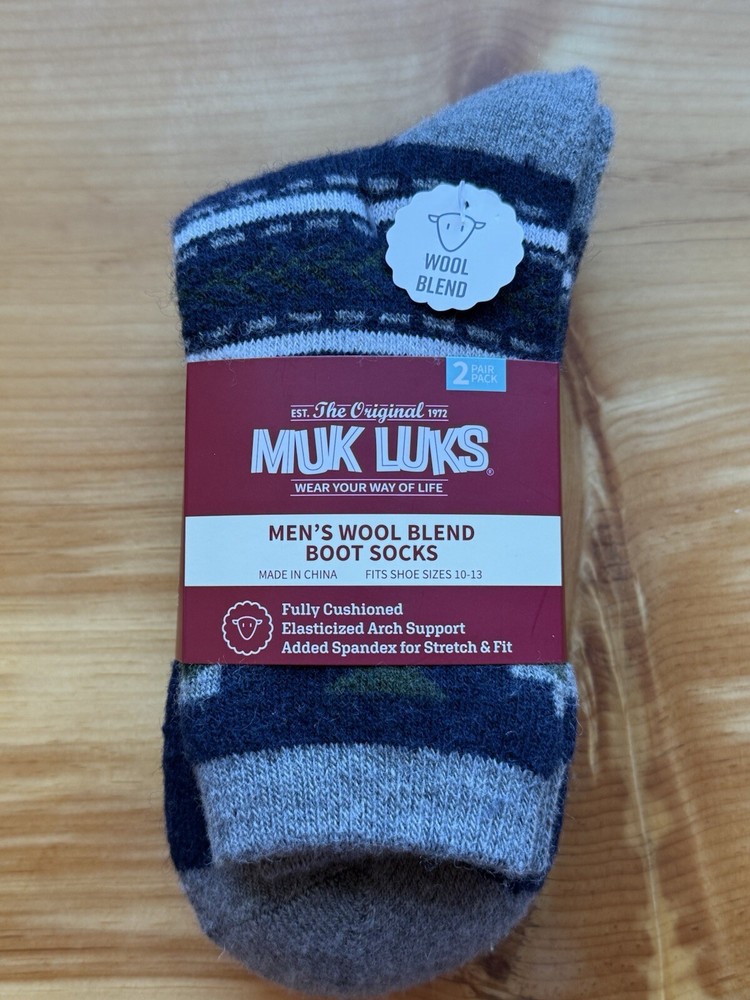 WOOL
BLEND
2 PAIR
PACK
EST. The Original 1972
MUK LUKS®
WEAR YOUR WAY OF LIFE
MEN'S WOOL BLEND
BOOT SOCKS
MADE IN CHINA FITS SHOE SIZES 10-13
Fully Cushioned
Elasticized Arch Support
Added Spandex for Stretch & Fit